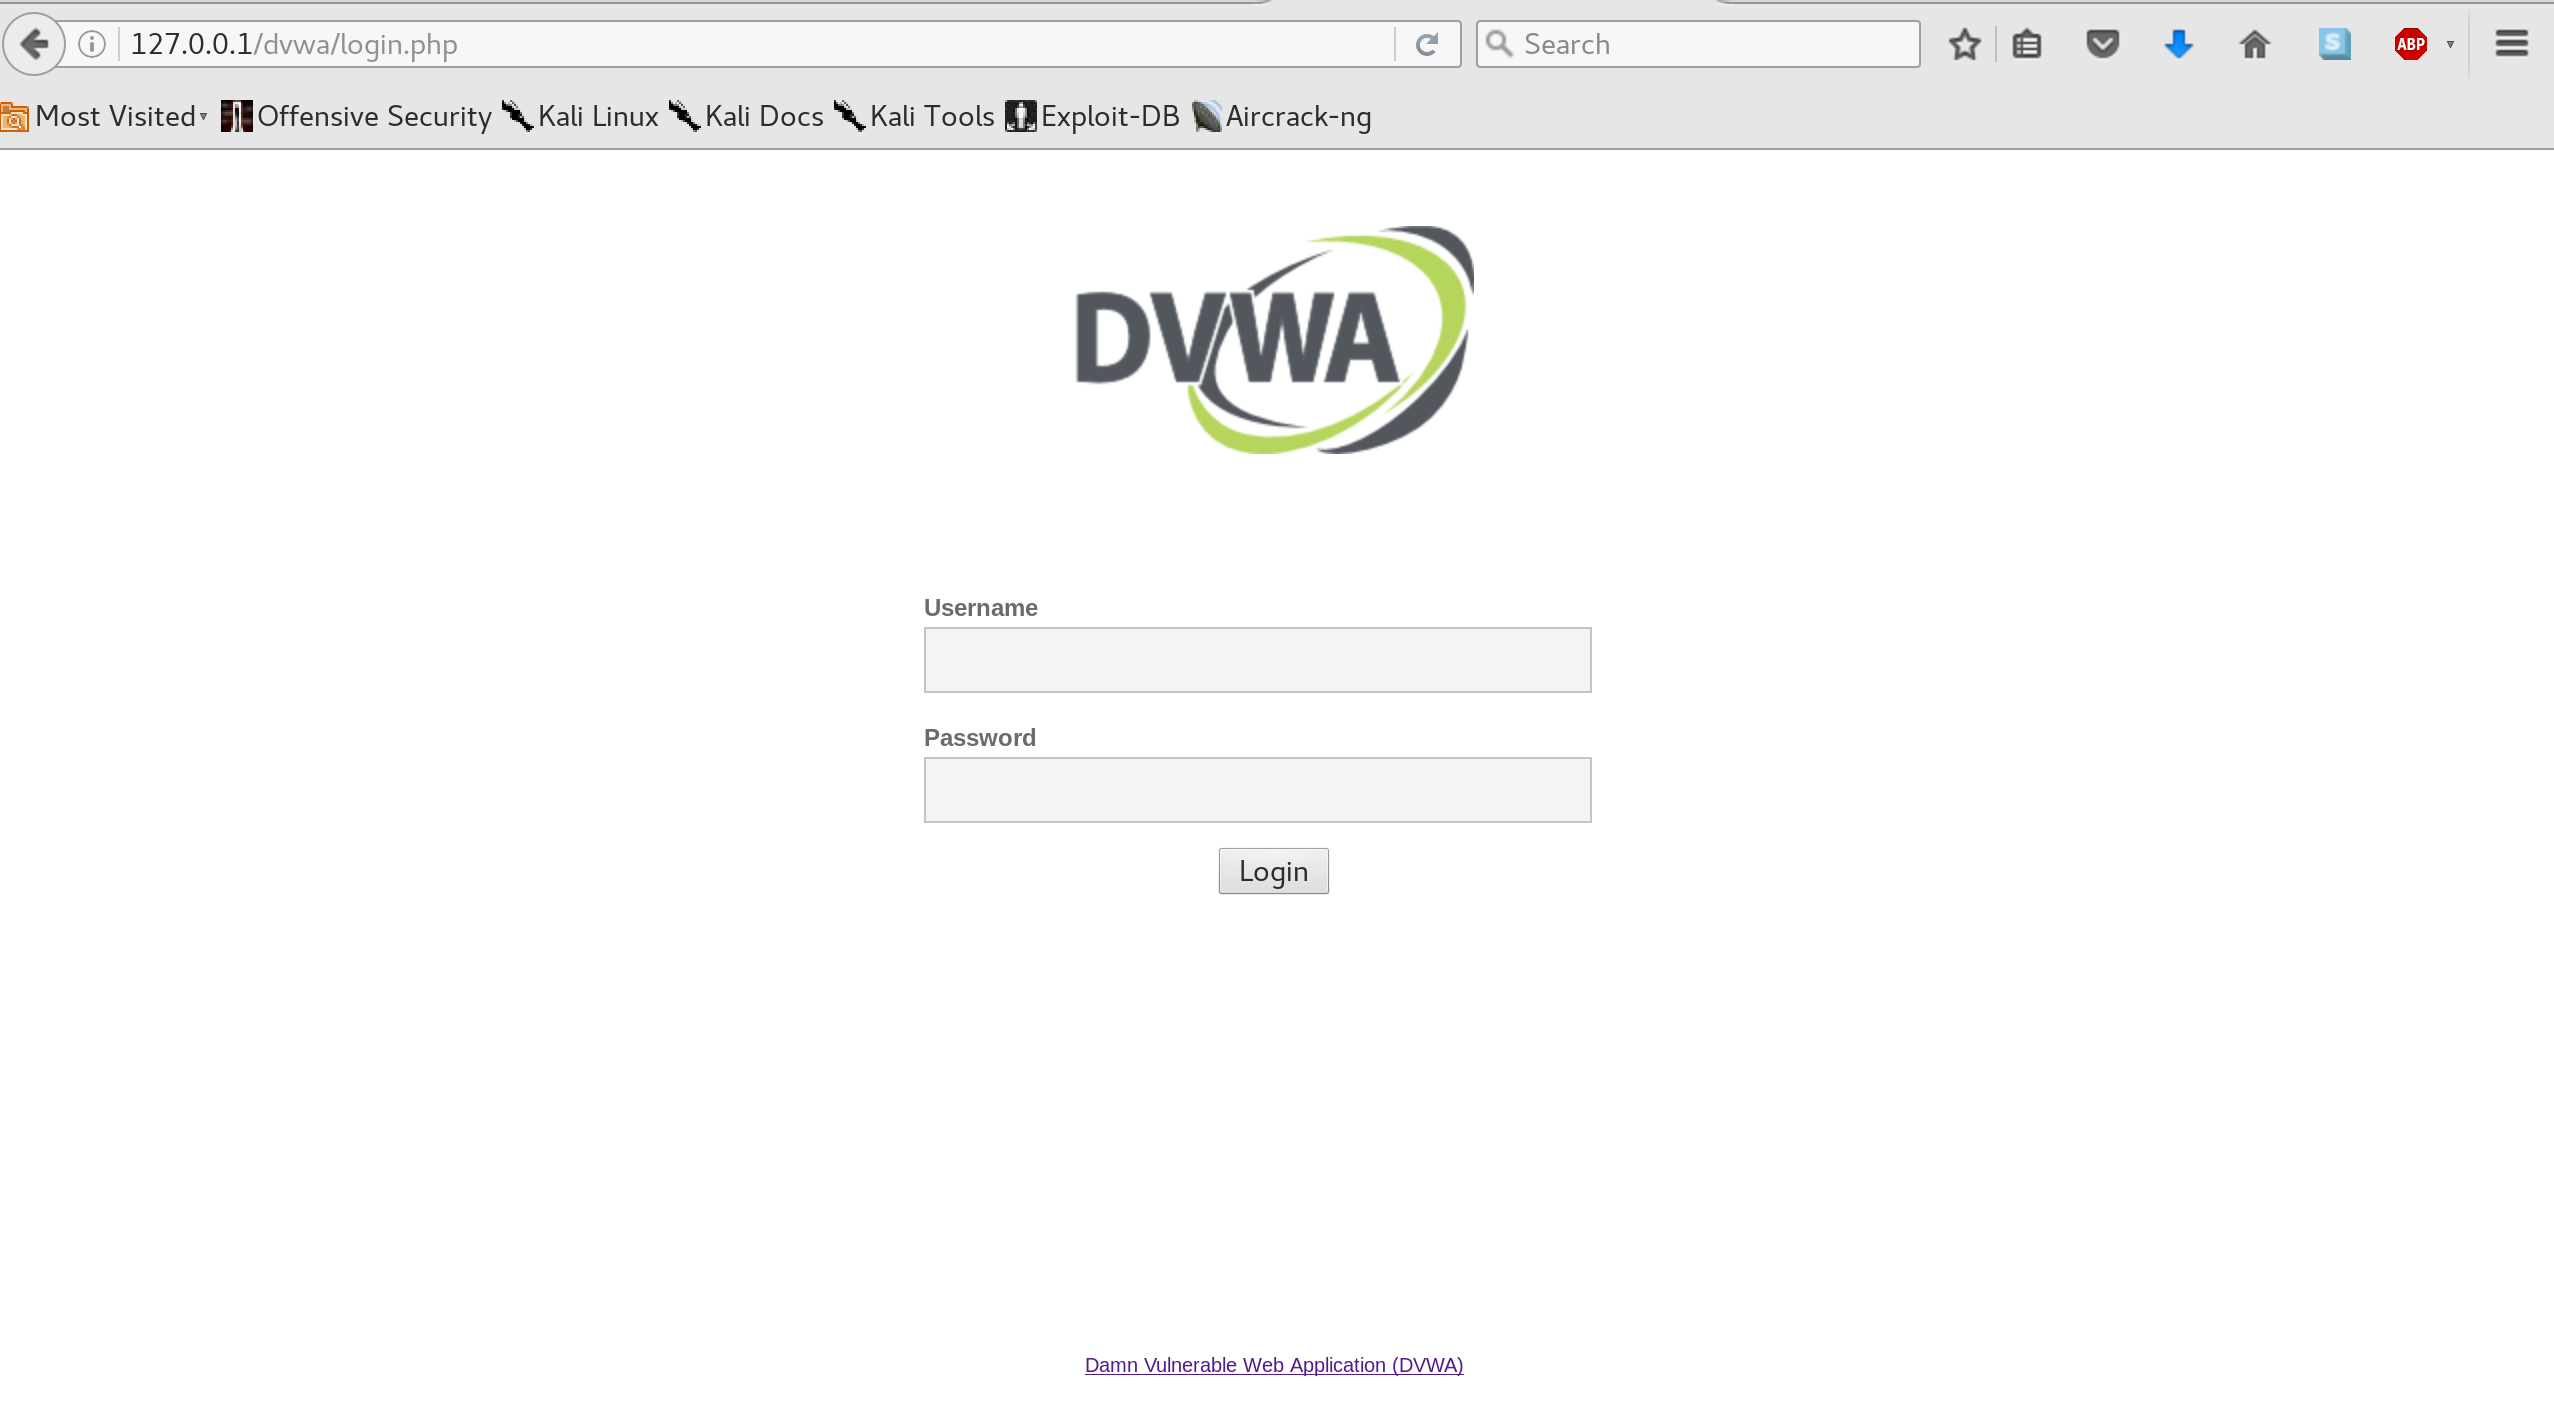 127.0.0.1/dvwa/login.php Search S ABP
Most Visited Offensive Security Kali Linux Kali Docs Kali Tools Exploit-DB Aircrack-ng
DVWA
Username
Password
Login
Damn Vulnerable Web Application (DVWA)